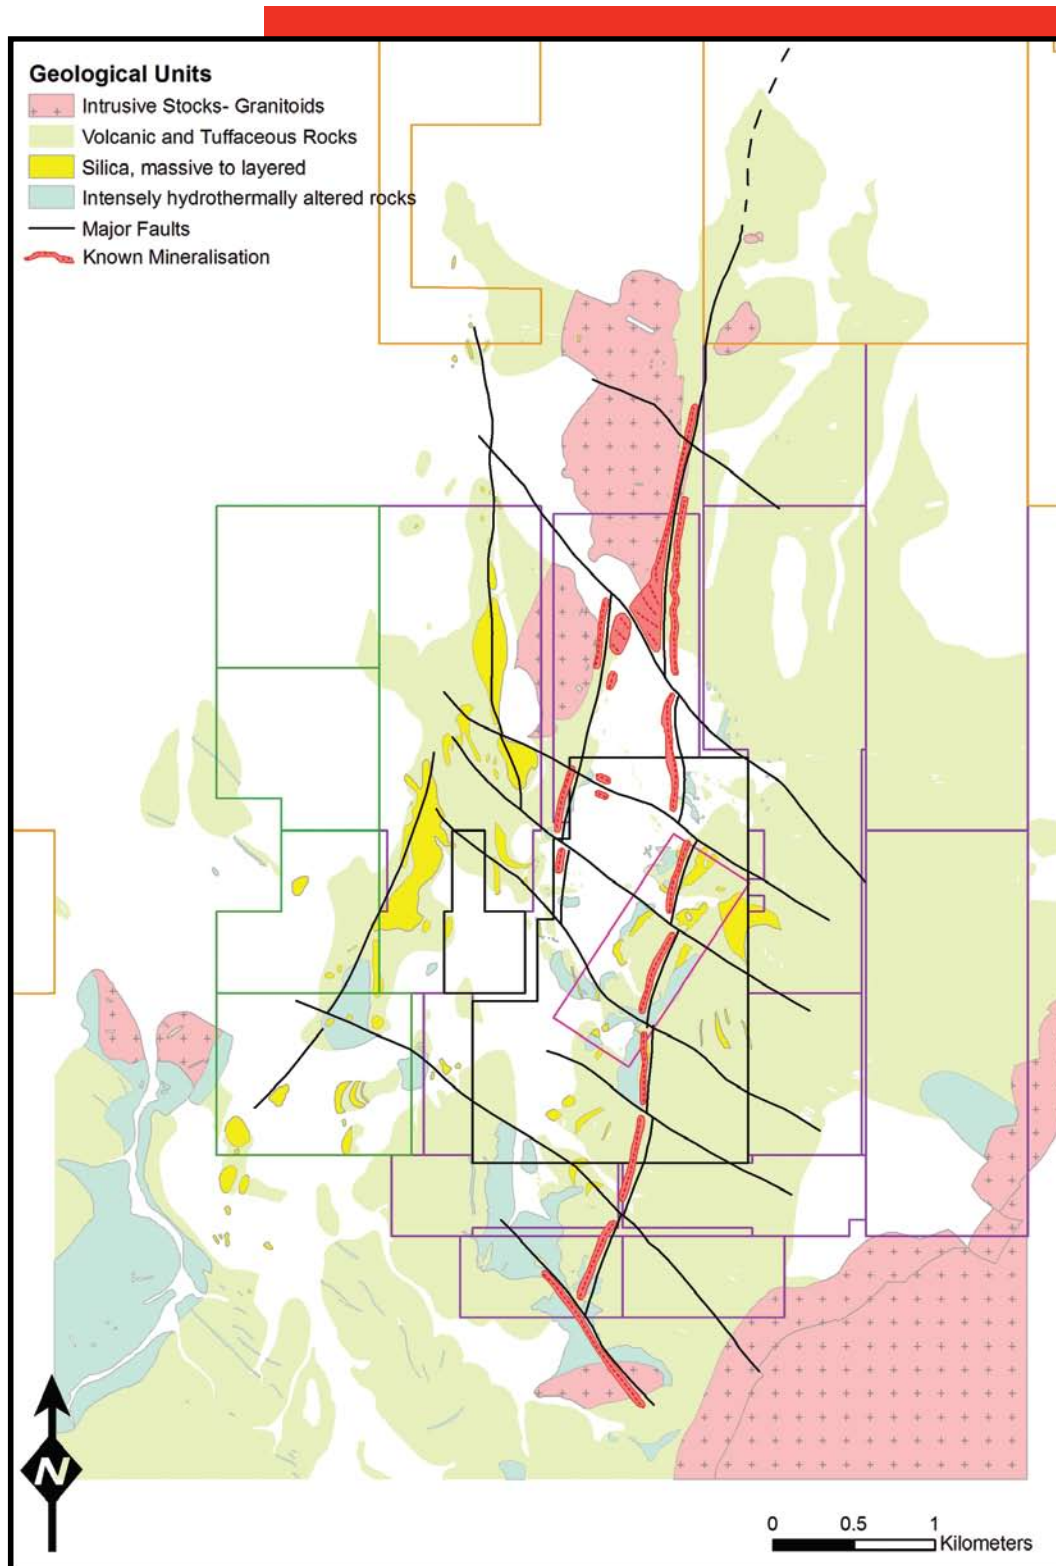 Geological Units
Intrusive Stocks- Granitoids
Volcanic and Tuffaceous Rocks
Silica, massive to layered
Intensely hydrothermally altered rocks
Major Faults
Known Mineralisation
N
0 0.5 1
Kilometers